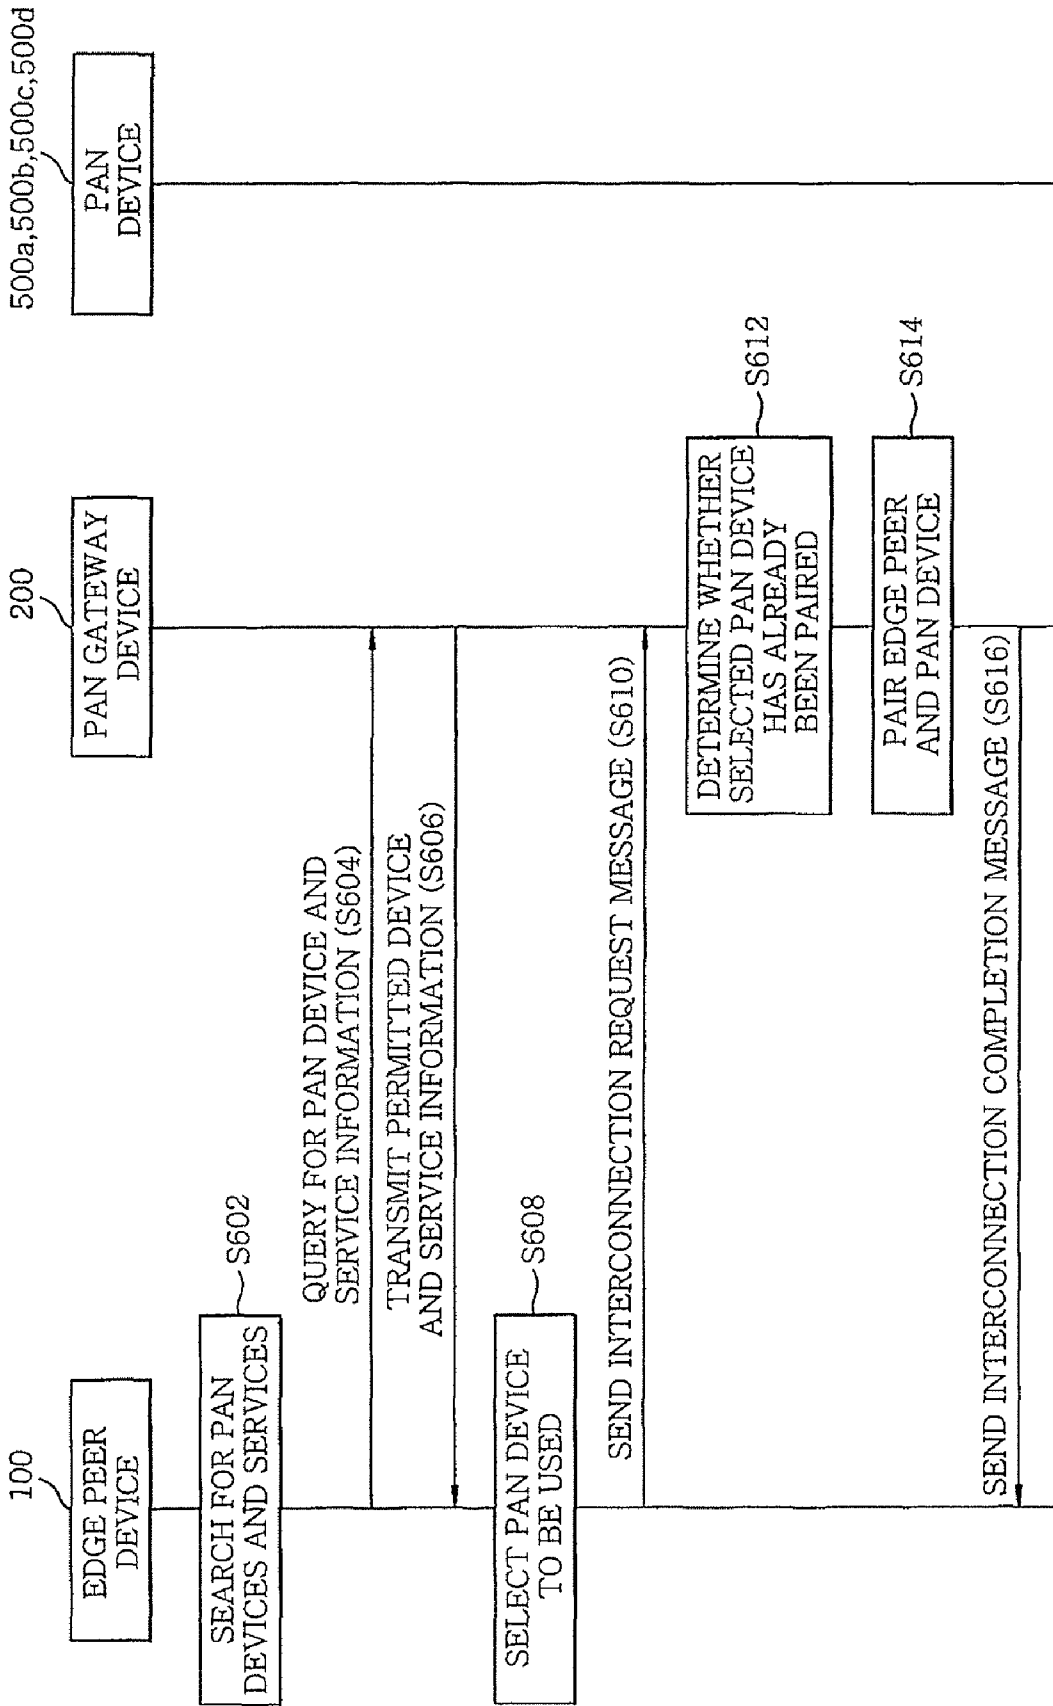 100
EDGE PEER
DEVICE
200
PAN GATEWAY
DEVICE
500a,500b,500c,500d
PAN
DEVICE
SEARCH FOR PAN
DEVICES AND SERVICES
S602
QUERY FOR PAN DEVICE AND
SERVICE INFORMATION (S604)
TRANSMIT PERMITTED DEVICE
AND SERVICE INFORMATION (S606)
SELECT PAN DEVICE
TO BE USED
S608
SEND INTERCONNECTION REQUEST MESSAGE (S610)
DETERMINE WHETHER
SELECTED PAN DEVICE
HAS ALREADY
BEEN PAIRED
S612
PAIR EDGE PEER
AND PAN DEVICE
S614
SEND INTERCONNECTION COMPLETION MESSAGE (S616)